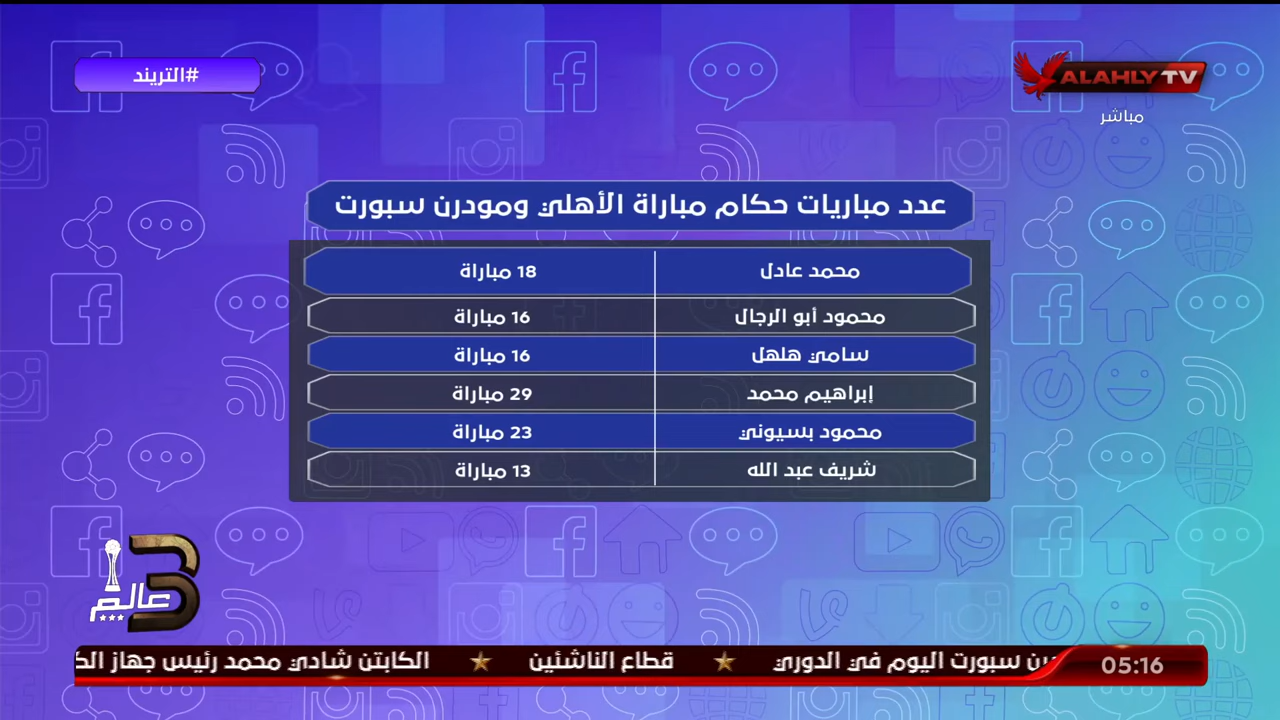 #التريند
ALAHLY TV
مباشر
عدد مباريات حكام مباراة الأهلي ومودرن سبورت
محمد عادل 18 مباراة
محمود أبو الرجال 16 مباراة
سامي هلهل 16 مباراة
إبراهيم محمد 29 مباراة
محمود بسيوني 23 مباراة
شريف عبد الله 13 مباراة
3 عالم
سبورت اليوم في الدوري ★ قطاع الناشئين ★ الكابتن شادي محمد رئيس جهاز
05:16